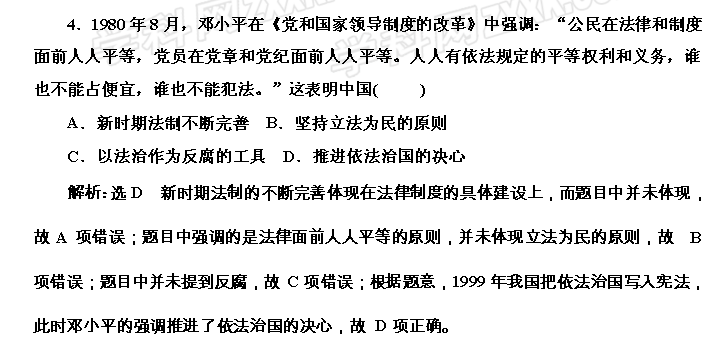 4．1980年8月，邓小平在《党和国家领导制度的改革》中强调：“公民在法律和制度
面前人人平等，党员在党章和党纪面前人人平等。人人有依法规定的平等权利和义务，谁
也不能占便宜，谁也不能犯法。”这表明中国(　　)
A．新时期法制不断完善　B．坚持立法为民的原则
C．以法治作为反腐的工具　D．推进依法治国的决心
解析：选D　新时期法制的不断完善体现在法律制度的具体建设上，而题目中并未体现，
故 A 项错误；题目中强调的是法律面前人人平等的原则，并未体现立法为民的原则，故 B
项错误；题目中并未提到反腐，故 C 项错误；根据题意，1999 年我国把依法治国写入宪法，
此时邓小平的强调推进了依法治国的决心，故 D 项正确。